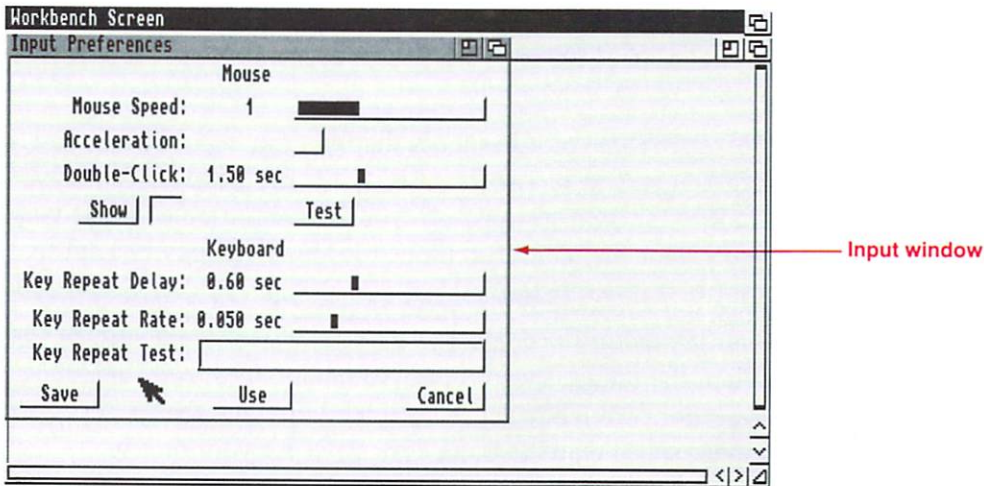 Workbench Screen
Input Preferences
Mouse
Mouse Speed: 1
Acceleration:
Double-Click: 1.50 sec
Show Test
Keyboard
Input window
Key Repeat Delay: 0.60 sec
Key Repeat Rate: 0.050 sec
Key Repeat Test:
Save Use Cancel